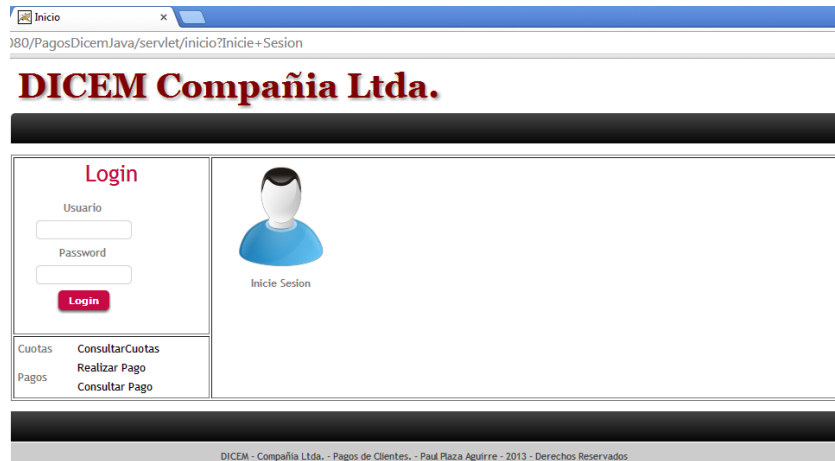 Inicio
080/PagosDicemJava/servlet/inicio?Inicie+Sesion
DICEM Compañia Ltda.
Login
Usuario
Password
Login
Inicie Sesion
Cuotas
ConsultarCuotas
Pagos
Realizar Pago
Consultar Pago
DICEM - Compañia Ltda. - Pagos de Clientes. - Paul Plaza Aguirre - 2013 - Derechos Reservados